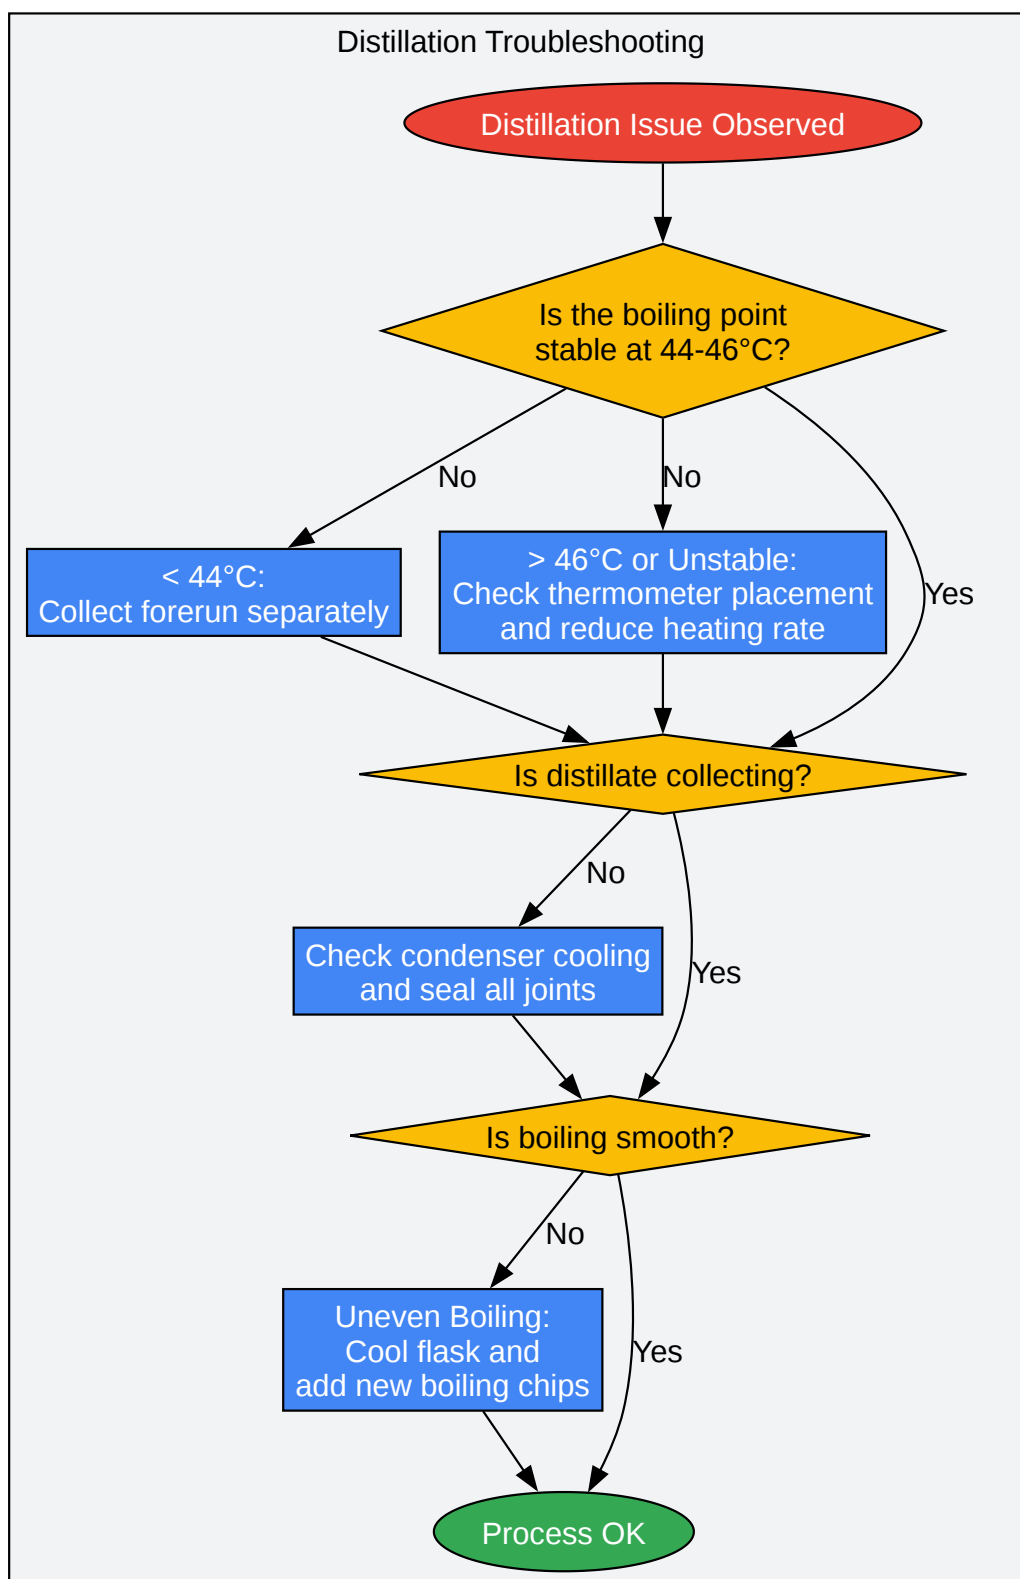 Distillation Troubleshooting
Distillation Issue Observed
Is the boiling point
stable at 44-46°C?
No
No
Yes
< 44°C:
Collect forerun separately
> 46°C or Unstable:
Check thermometer placement
and reduce heating rate
Is distillate collecting?
No
Yes
Check condenser cooling
and seal all joints
Is boiling smooth?
No
Yes
Uneven Boiling:
Cool flask and
add new boiling chips
Process OK